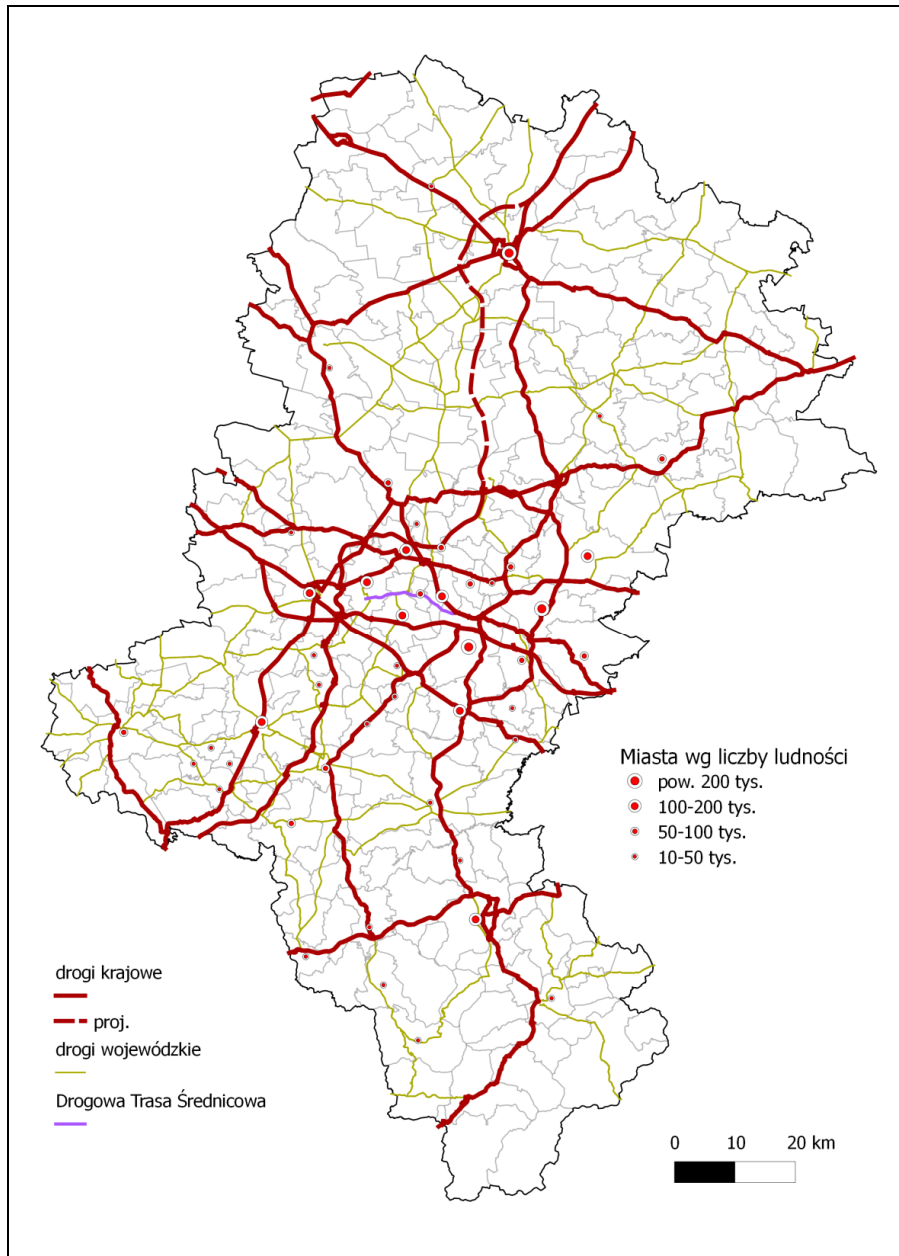 Miasta wg liczby ludności
pow. 200 tys.
100-200 tys.
50-100 tys.
10-50 tys.
drogi krajowe
proj.
drogi wojewódzkie
Drogowa Trasa Średnicowa
0 10 20 km